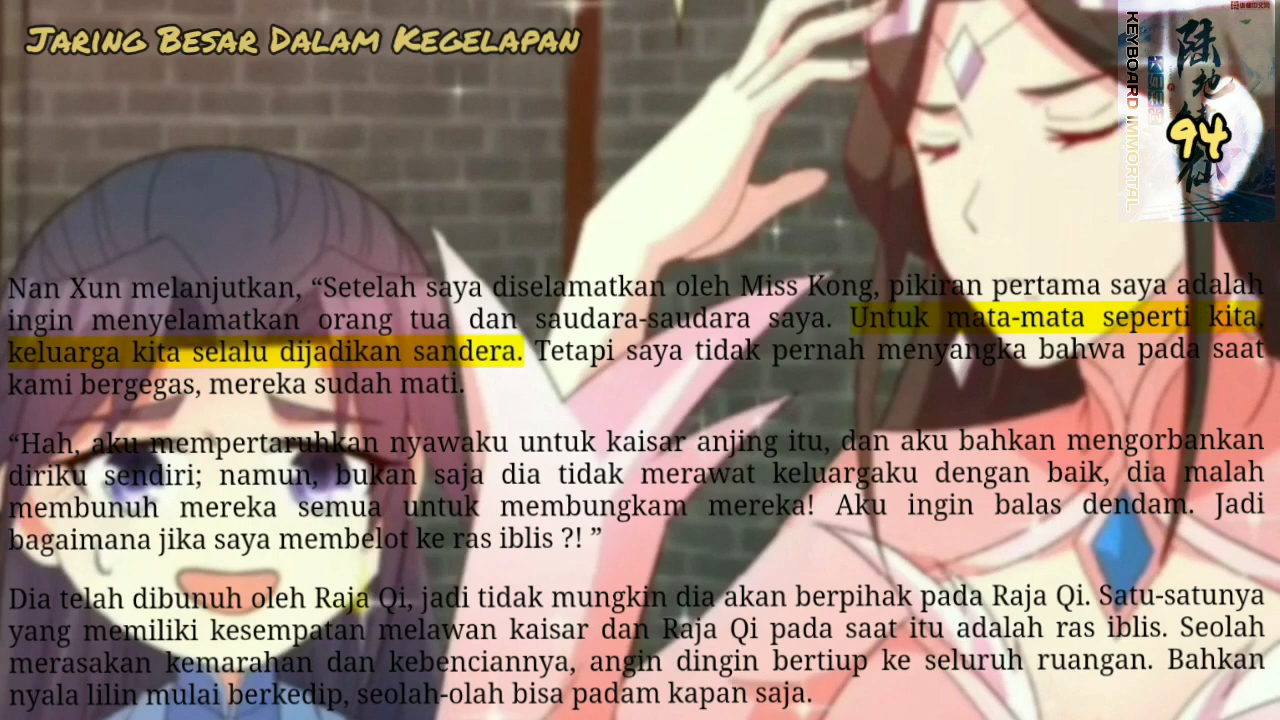 Jaring Besar Dalam Kegelapan
KEYBOARD IMMORTAL
94
Nan Xun melanjutkan, “Setelah saya diselamatkan oleh Miss Kong, pikiran pertama saya adalah
ingin menyelamatkan orang tua dan saudara-saudara saya. Untuk mata-mata seperti kita,
keluarga kita selalu dijadikan sandera. Tetapi saya tidak pernah menyangka bahwa pada saat
kami bergegas, mereka sudah mati.
“Hah, aku mempertaruhkan nyawaku untuk kaisar anjing itu, dan aku bahkan mengorbankan
diriku sendiri; namun, bukan saja dia tidak merawat keluargaku dengan baik, dia malah
membunuh mereka semua untuk membungkam mereka! Aku ingin balas dendam. Jadi
bagaimana jika saya membelot ke ras iblis ?! ”
Dia telah dibunuh oleh Raja Qi, jadi tidak mungkin dia akan berpihak pada Raja Qi. Satu-satunya
yang memiliki kesempatan melawan kaisar dan Raja Qi pada saat itu adalah ras iblis. Seolah
merasakan kemarahan dan kebenciannya, angin dingin bertiup ke seluruh ruangan. Bahkan
nyala lilin mulai berkedip, seolah-olah bisa padam kapan saja.